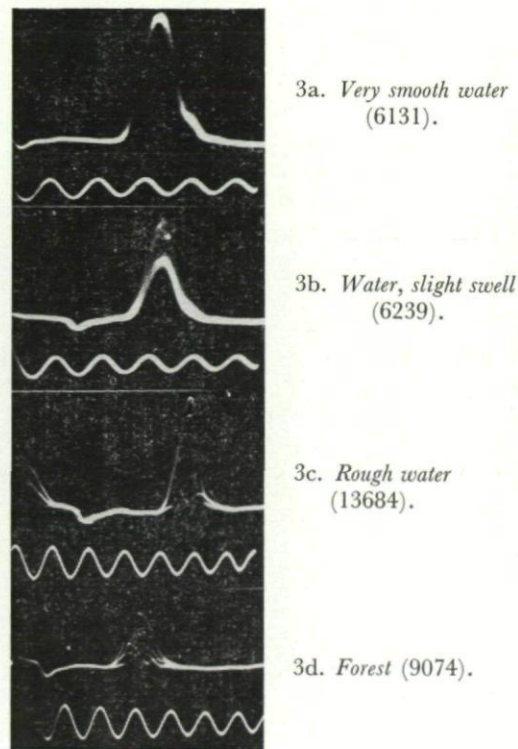 3a. Very smooth water
(6131).
3b. Water, slight swell
(6239).
3c. Rough water
(13684).
3d. Forest (9074).